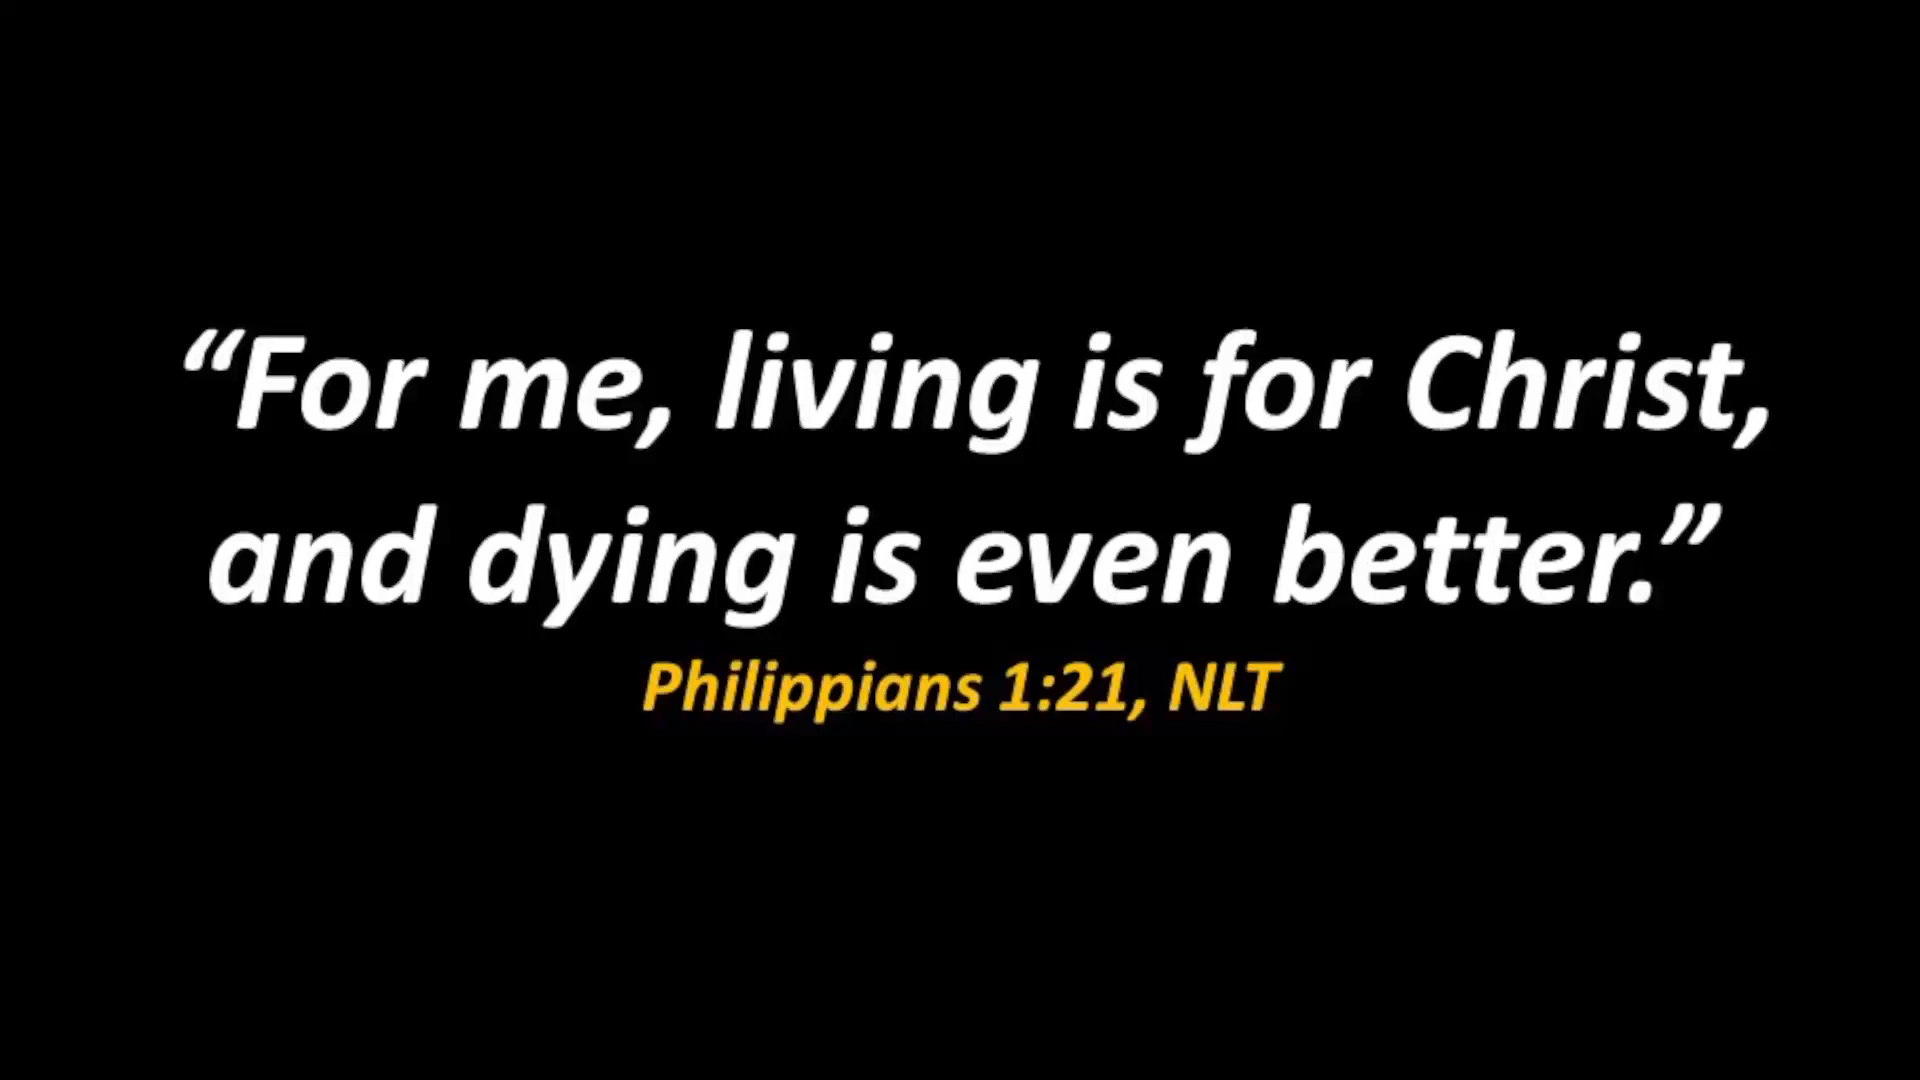 “For me, living is for Christ,
and dying is even better.”
Philippians 1:21, NLT